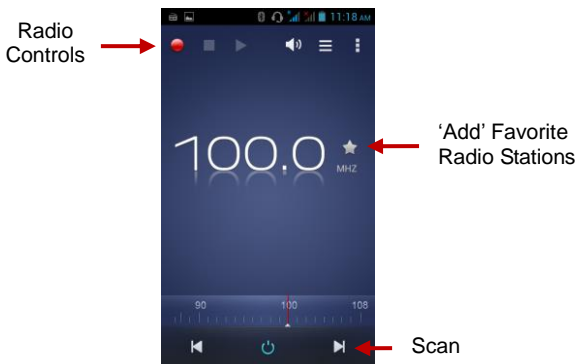 11:18 AM
Radio
Controls
100.0
MHZ
‘Add’ Favorite
Radio Stations
90 100 108
Scan